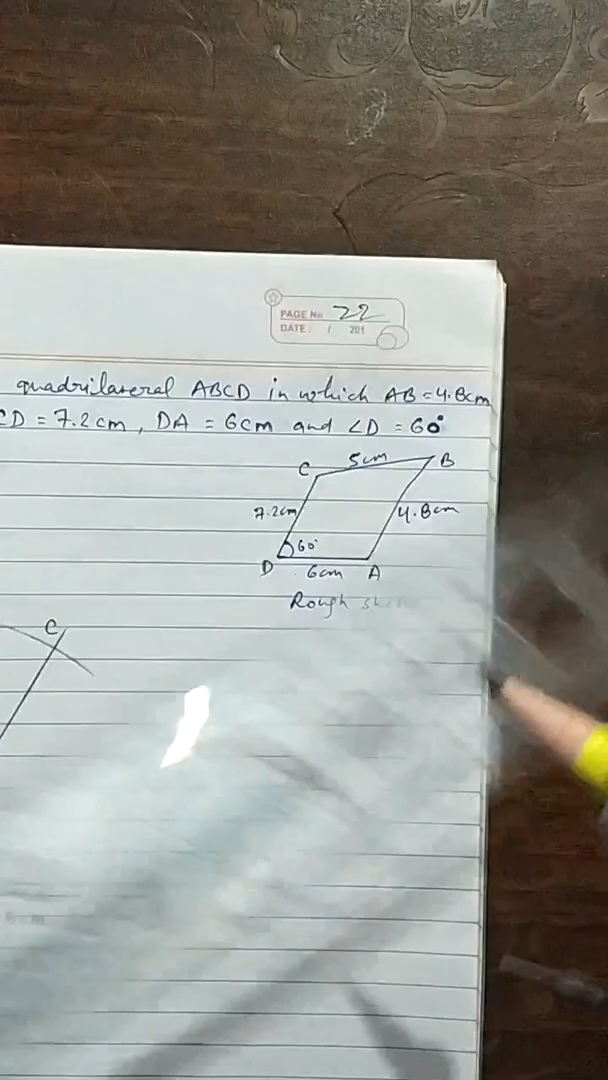 PAGE No 22
DATE: / 201
quadrilateral ABCD in which AB = 4.8cm
CD = 7.2cm, DA = 6cm and ∠D = 60°
C 5cm B
7.2cm 4.8cm
60°
D 6cm A
Rough
C